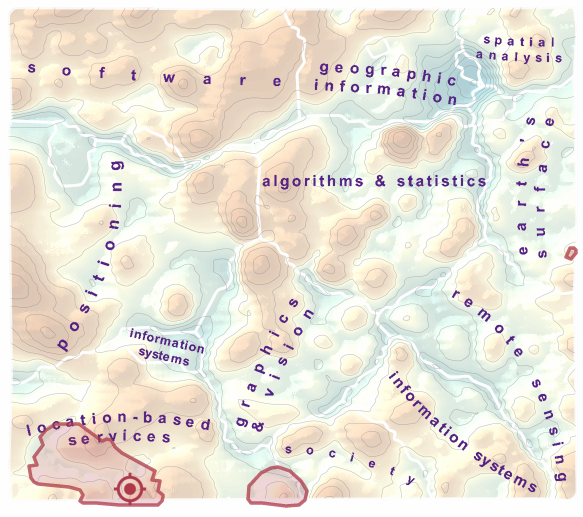 spatial
analysis
software
geographic
information
earth's
surface
algorithms & statistics
positioning
remote sensing
information
systems
graphics
& vision
information systems
location-based
services
society